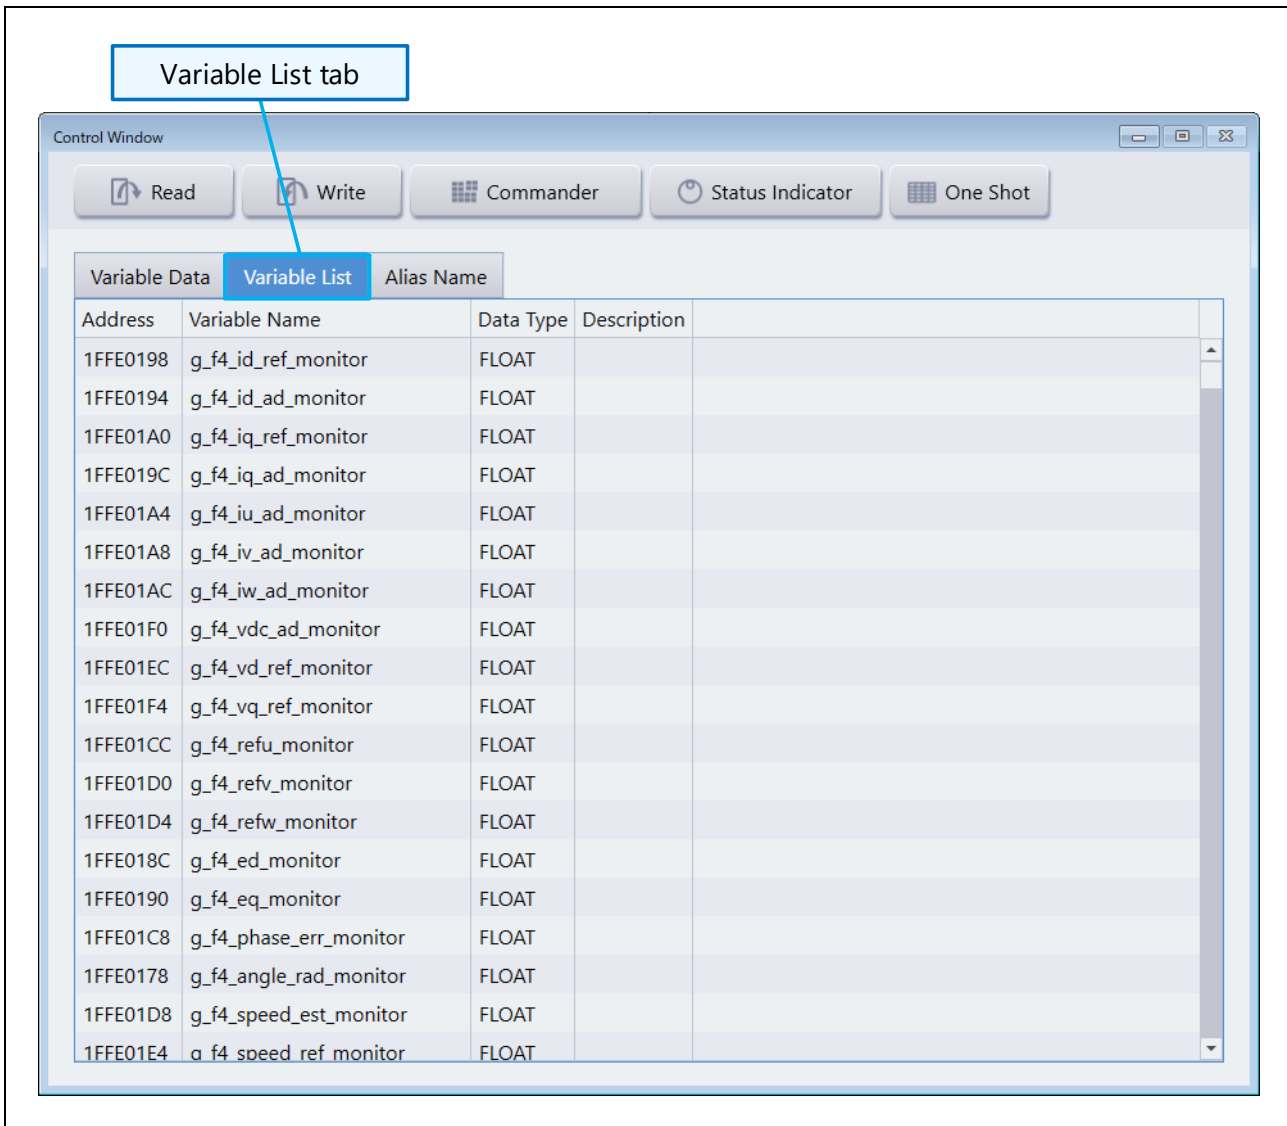 Variable List tab
Control Window
Read Write Commander Status Indicator One Shot
Variable Data Variable List Alias Name
Address Variable Name Data Type Description
1FFE0198 g_f4_id_ref_monitor FLOAT
1FFE0194 g_f4_id_ad_monitor FLOAT
1FFE01A0 g_f4_iq_ref_monitor FLOAT
1FFE019C g_f4_iq_ad_monitor FLOAT
1FFE01A4 g_f4_iu_ad_monitor FLOAT
1FFE01A8 g_f4_iv_ad_monitor FLOAT
1FFE01AC g_f4_iw_ad_monitor FLOAT
1FFE01F0 g_f4_vdc_ad_monitor FLOAT
1FFE01EC g_f4_vd_ref_monitor FLOAT
1FFE01F4 g_f4_vq_ref_monitor FLOAT
1FFE01CC g_f4_refu_monitor FLOAT
1FFE01D0 g_f4_refv_monitor FLOAT
1FFE01D4 g_f4_refw_monitor FLOAT
1FFE018C g_f4_ed_monitor FLOAT
1FFE0190 g_f4_eq_monitor FLOAT
1FFE01C8 g_f4_phase_err_monitor FLOAT
1FFE0178 g_f4_angle_rad_monitor FLOAT
1FFE01D8 g_f4_speed_est_monitor FLOAT
1FFE01E4 g_f4_speed_ref_monitor FLOAT